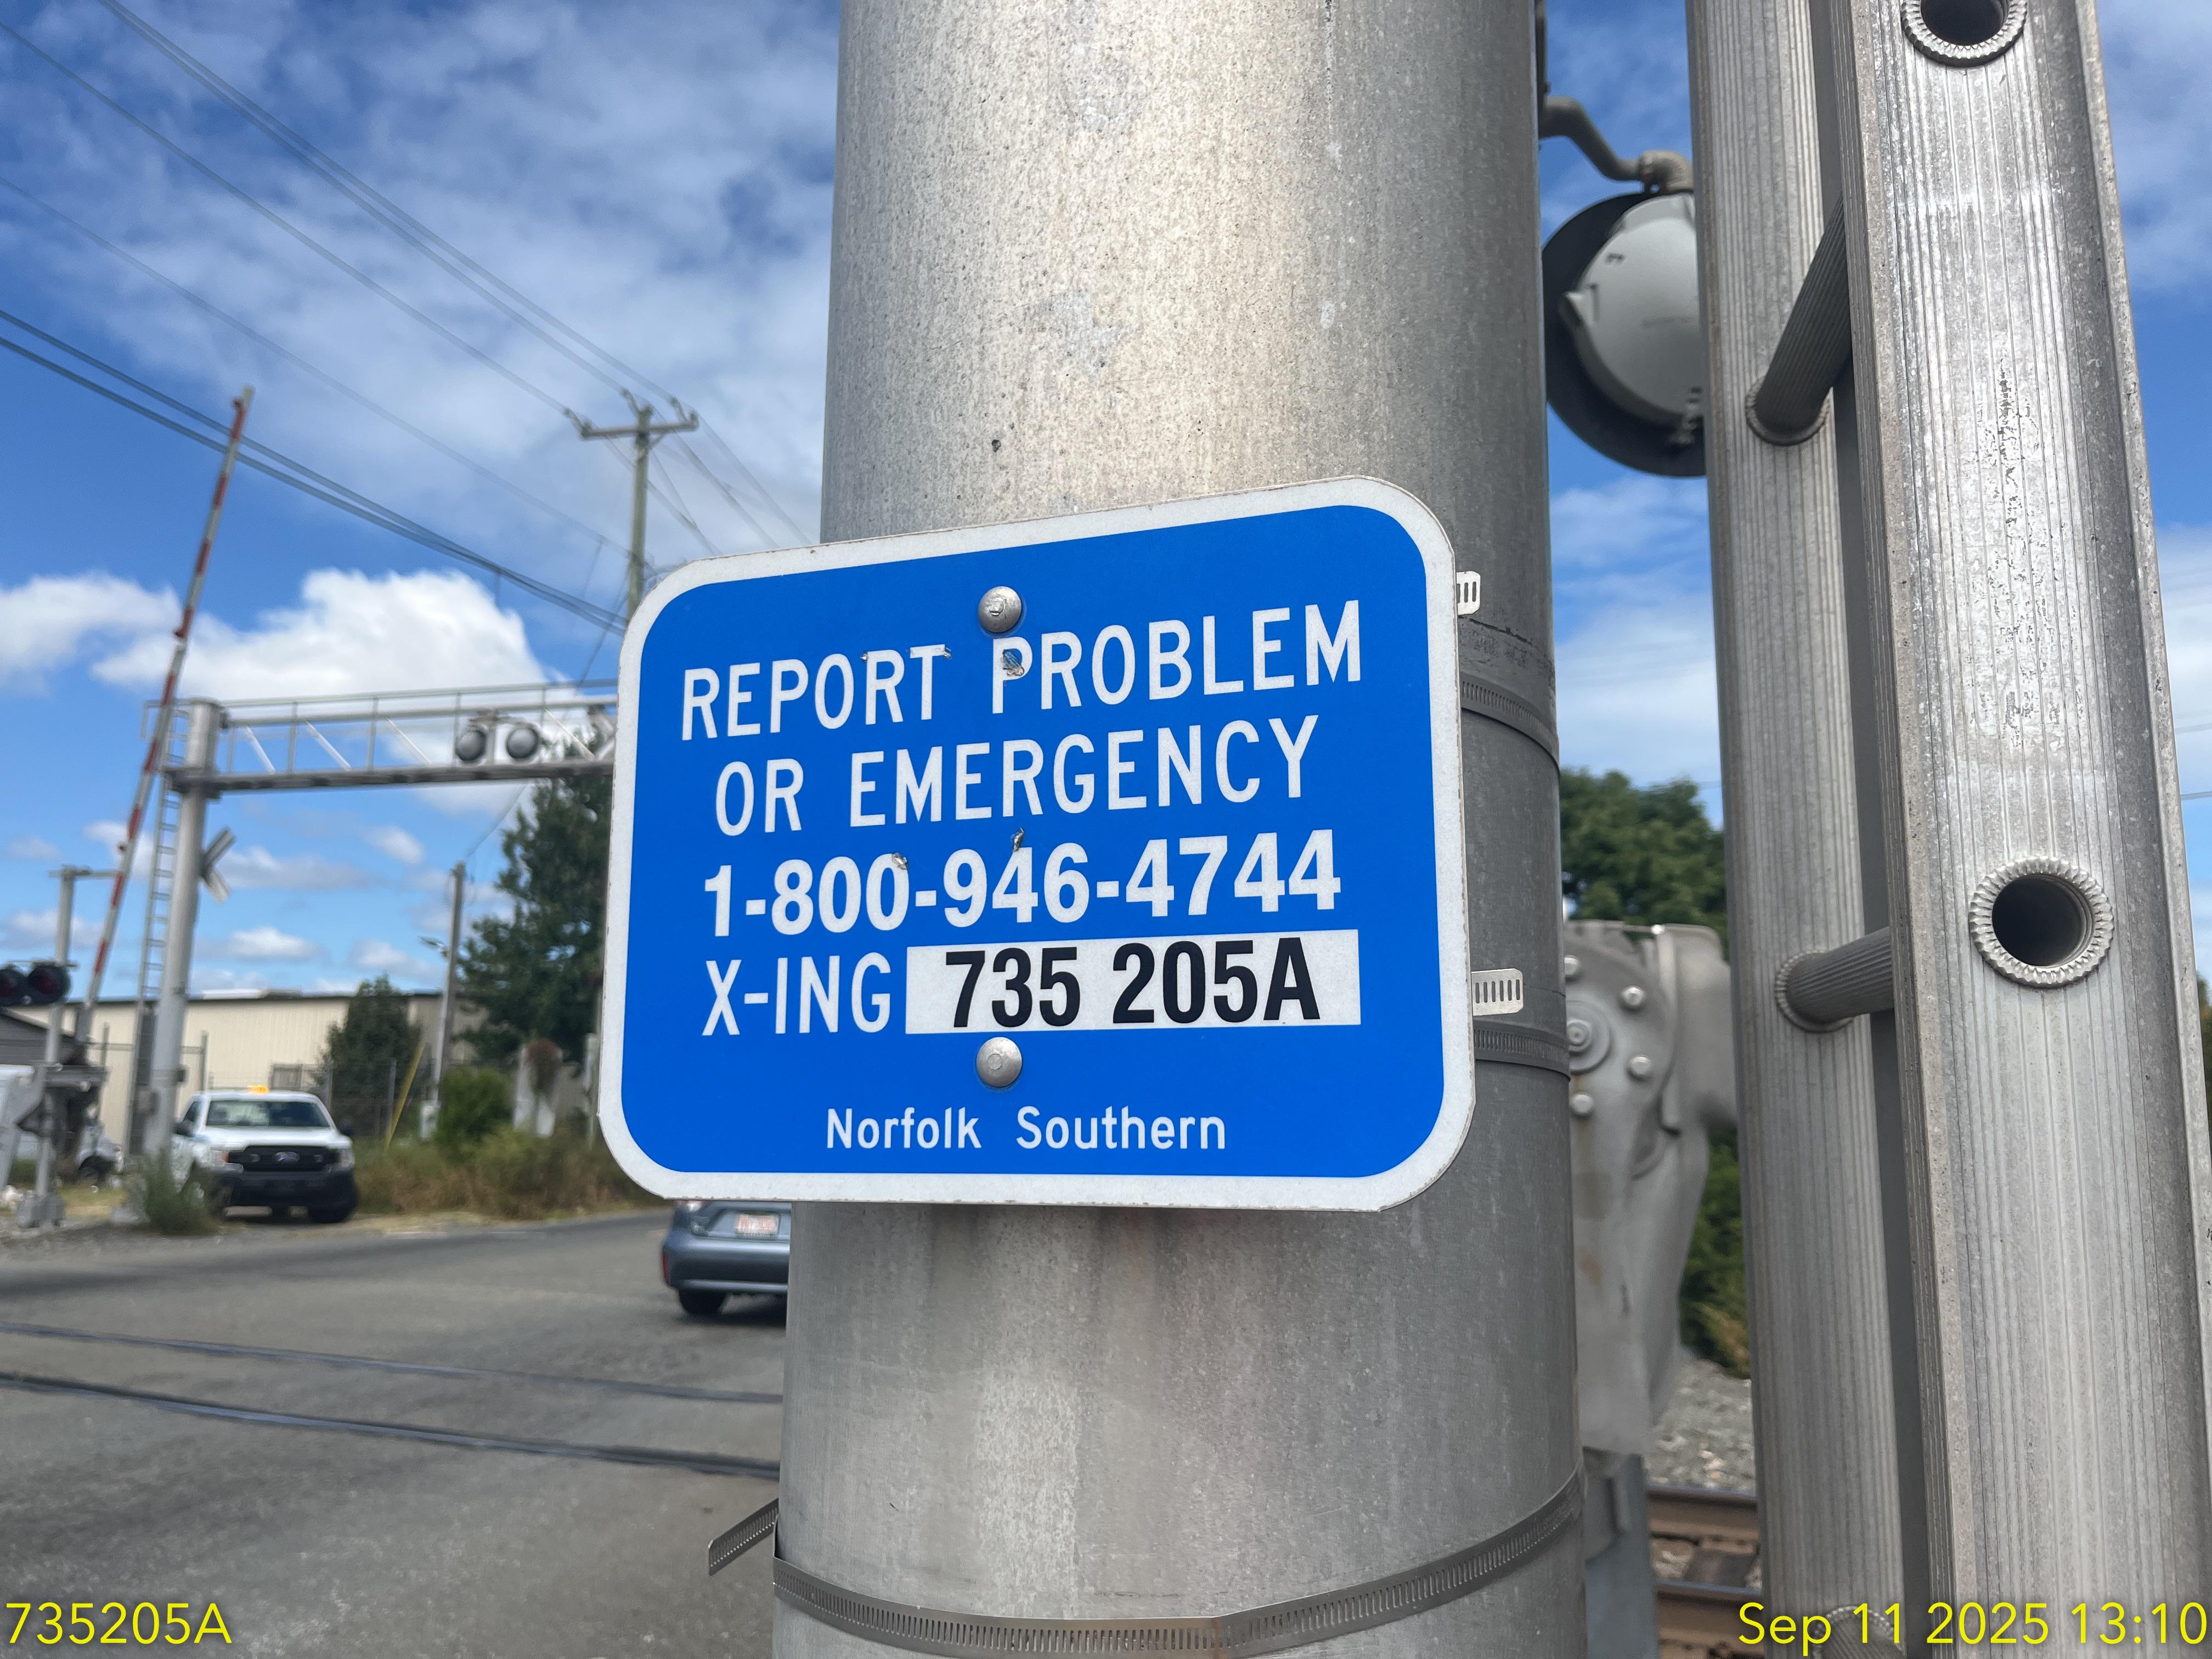 REPORT PROBLEM
OR EMERGENCY
1-800-946-4744
X-ING 735 205A
Norfolk Southern
735205A
Sep 11 2025 13:10